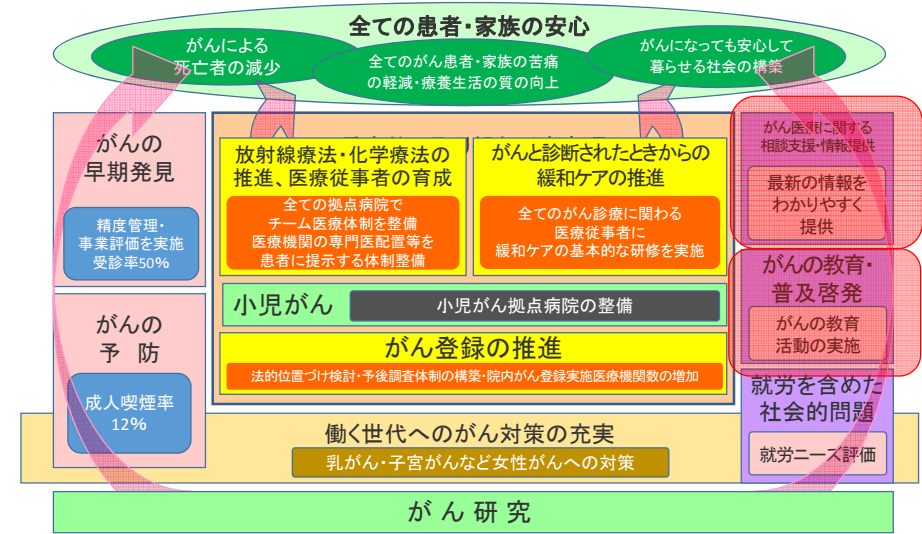 全ての患者・家族の安心
がんによる
死亡者の減少
全てのがん患者・家族の苦痛
の軽減・療養生活の質の向上
がんになっても安心して
暮らせる社会の構築
がんの
早期発見
精度管理・
事業評価を実施
受診率50%
がんの
予 防
成人喫煙率
12%
放射線療法・化学療法の
推進、医療従事者の育成
全ての拠点病院で
チーム医療体制を整備
医療機関の専門医配置等を
患者に提示する体制整備
がんと診断されたときからの
緩和ケアの推進
全てのがん診療に関わる
医療従事者に
緩和ケアの基本的な研修を実施
小児がん
小児がん拠点病院の整備
がん登録の推進
法的位置づけ検討・予後調査体制の構築・院内がん登録実施医療機関数の増加
がん医療に関する
相談支援・情報提供
最新の情報を
わかりやすく
提供
がんの教育・
普及啓発
がんの教育
活動の実施
就労を含めた
社会的問題
就労ニーズ評価
働く世代へのがん対策の充実
乳がん・子宮がんなど女性がんへの対策
がん研究